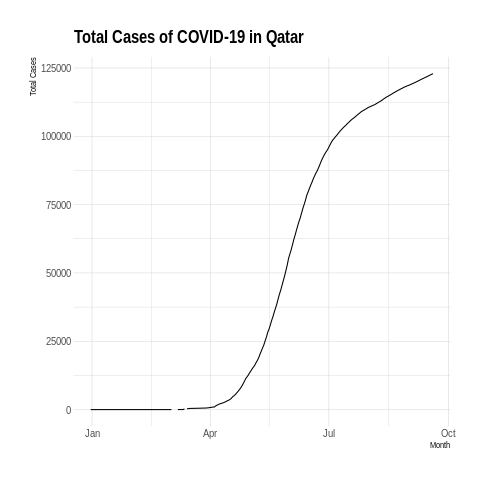 Total Cases of COVID-19 in Qatar
Total Cases
125000
100000
75000
50000
25000
0
Jan Apr Jul Oct
Month